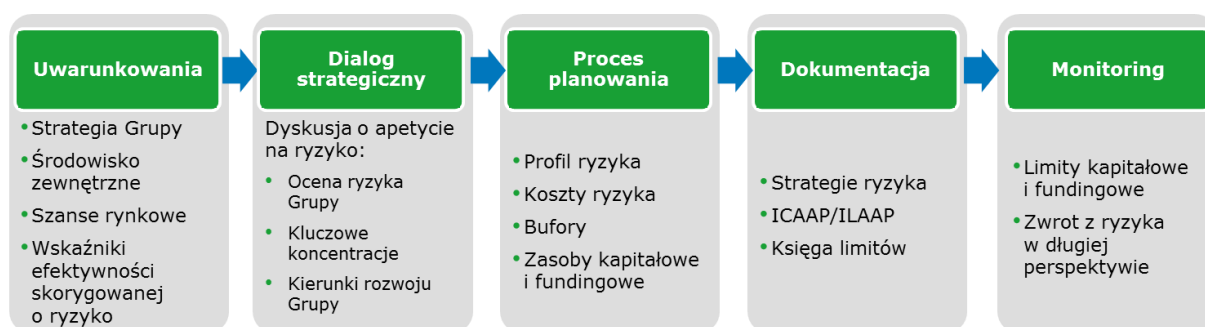 Uwarunkowania
• Strategia Grupy
• Środowisko
zewnętrzne
• Szanse rynkowe
• Wskaźniki
efektywności
skorygowanej
o ryzyko
Dialog
strategiczny
Dyskusja o apetycie
na ryzyko:
• Ocena ryzyka
Grupy
• Kluczowe
koncentracje
• Kierunki rozwoju
Grupy
Proces
planowania
• Profil ryzyka
• Koszty ryzyka
• Bufory
• Zasoby kapitałowe
i fundingowe
Dokumentacja
• Strategie ryzyka
• ICAAP/ILAAP
• Księga limitów
Monitoring
• Limity kapitałowe
i fundingowe
• Zwrot z ryzyka
w długiej
perspektywie